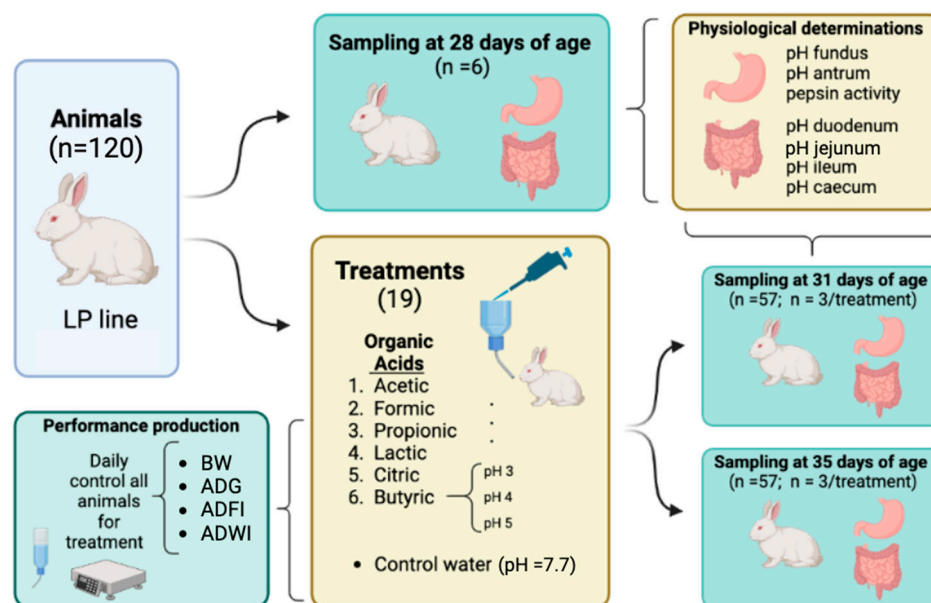 Animals
(n=120)
LP line
Sampling at 28 days of age
(n =6)
Physiological determinations
pH fundus
pH antrum
pepsin activity
pH duodenum
pH jejunum
pH ileum
pH caecum
Treatments
(19)
Organic
Acids
1. Acetic
2. Formic
3. Propionic
4. Lactic
5. Citric
6. Butyric
pH 3
pH 4
pH 5
• Control water (pH =7.7)
Sampling at 31 days of age
(n =57; n = 3/treatment)
Sampling at 35 days of age
(n =57; n = 3/treatment)
Performance production
Daily
control all
animals
for
treatment
• BW
• ADG
• ADFI
• ADWI